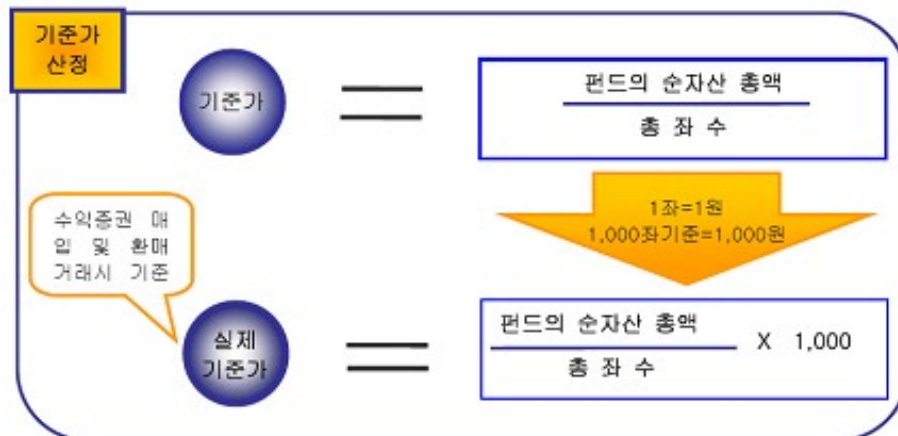 기준가
산정
기준가
펀드의 순자산 총액
총 좌 수
1좌=1원
1,000좌기준=1,000원
수익증권 매
입 및 환매
거래시 기준
실제
기준가
펀드의 순자산 총액
총 좌 수
X 1,000